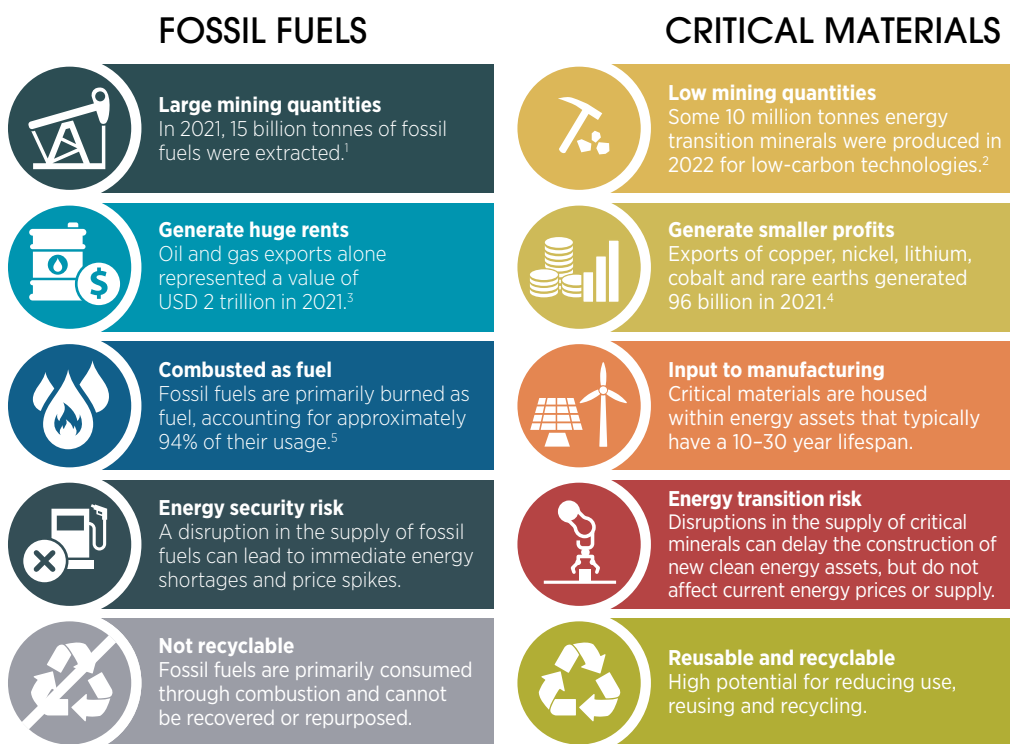 FOSSIL FUELS
Large mining quantities
In 2021, 15 billion tonnes of fossil
fuels were extracted.¹
Generate huge rents
Oil and gas exports alone
represented a value of
USD 2 trillion in 2021.³
$
Combusted as fuel
Fossil fuels are primarily burned as
fuel, accounting for approximately
94% of their usage.⁵
Energy security risk
A disruption in the supply of fossil
fuels can lead to immediate energy
shortages and price spikes.
Not recyclable
Fossil fuels are primarily consumed
through combustion and cannot
be recovered or repurposed.
CRITICAL MATERIALS
Low mining quantities
Some 10 million tonnes energy
transition minerals were produced in
2022 for low-carbon technologies.²
Generate smaller profits
Exports of copper, nickel, lithium,
cobalt and rare earths generated
96 billion in 2021.⁴
Input to manufacturing
Critical materials are housed
within energy assets that typically
have a 10–30 year lifespan.
Energy transition risk
Disruptions in the supply of critical
minerals can delay the construction of
new clean energy assets, but do not
affect current energy prices or supply.
Reusable and recyclable
High potential for reducing use,
reusing and recycling.